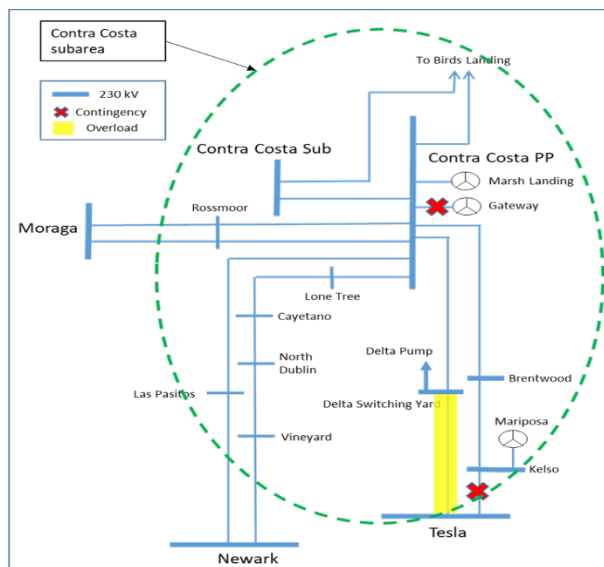 Contra Costa
subarea
230 kV
Contingency
Overload
To Birds Landing
Contra Costa Sub
Contra Costa PP
Marsh Landing
Gateway
Rossmoor
Moraga
Lone Tree
Cayetano
North
Dublin
Delta Pump
Las Pasitos
Delta Switching Yard
Brentwood
Mariposa
Vineyard
Kelso
Tesla
Newark